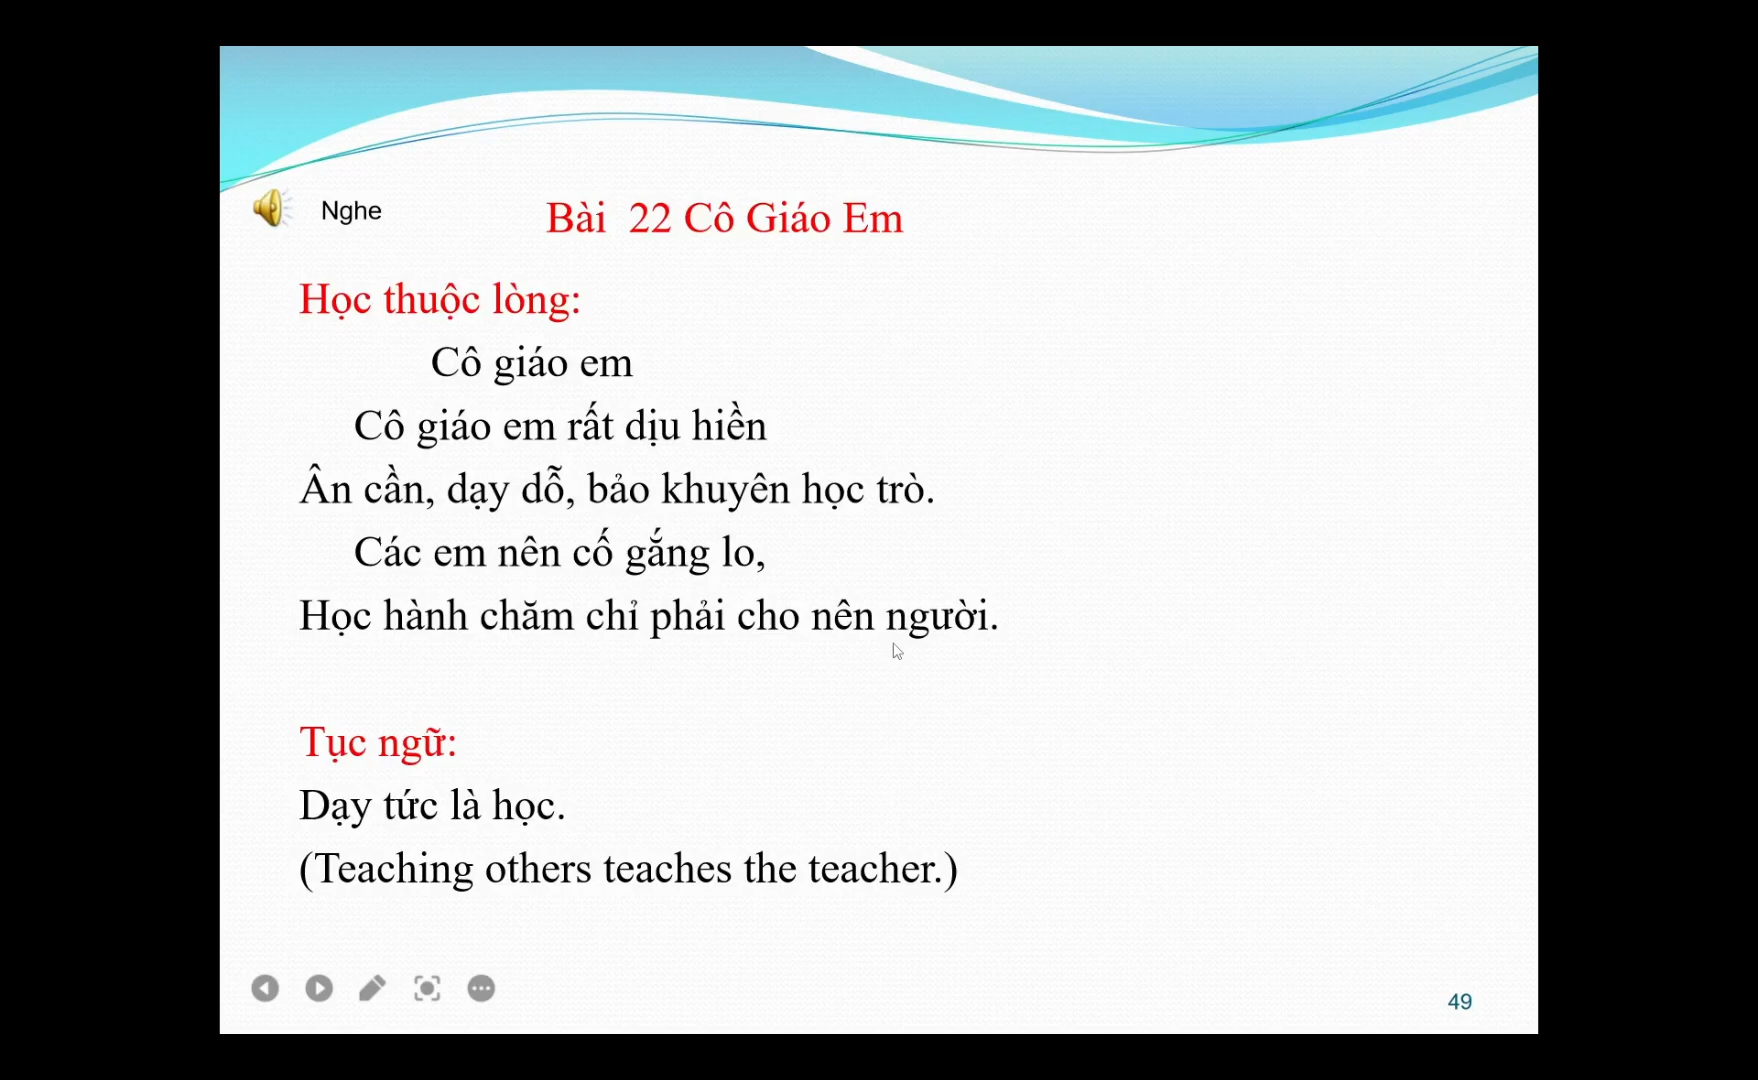 Nghe
Bài 22 Cô Giáo Em
Học thuộc lòng:
Cô giáo em
Cô giáo em rất dịu hiền
Ân cần, dạy dỗ, bảo khuyên học trò.
Các em nên cố gắng lo,
Học hành chăm chỉ phải cho nên người.
Tục ngữ:
Dạy tức là học.
(Teaching others teaches the teacher.)
49